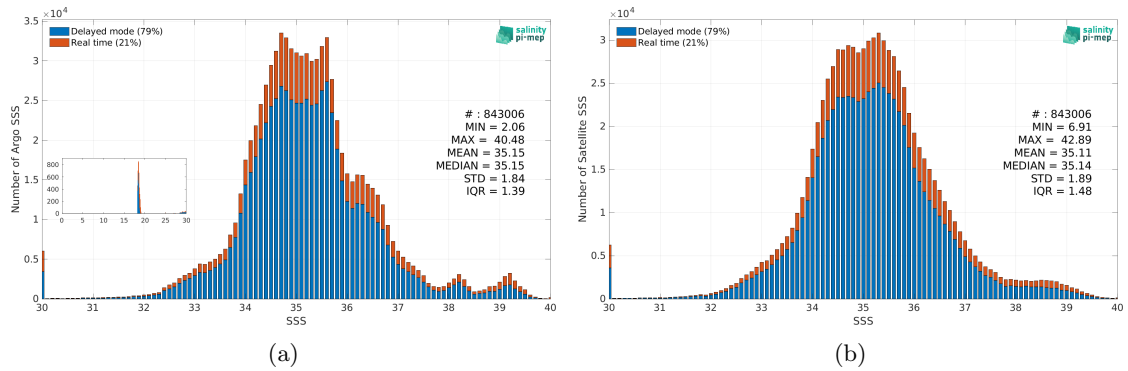 ×10^4
Delayed mode (79%)
Real time (21%)
salinity
pi-mep
3.5
3
2.5
2
1.5
1
0.5
0
Number of Argo SSS
# : 843006
MIN = 2.06
MAX = 40.48
MEAN = 35.15
MEDIAN = 35.15
STD = 1.84
IQR = 1.39
800
600
400
200
0
0 5 10 15 20 25 30
30 31 32 33 34 35 36 37 38 39 40
SSS
(a)
×10^4
Delayed mode (79%)
Real time (21%)
salinity
pi-mep
3
2.5
2
1.5
1
0.5
0
Number of Satellite SSS
# : 843006
MIN = 6.91
MAX = 42.89
MEAN = 35.11
MEDIAN = 35.14
STD = 1.89
IQR = 1.48
30 31 32 33 34 35 36 37 38 39 40
SSS
(b)